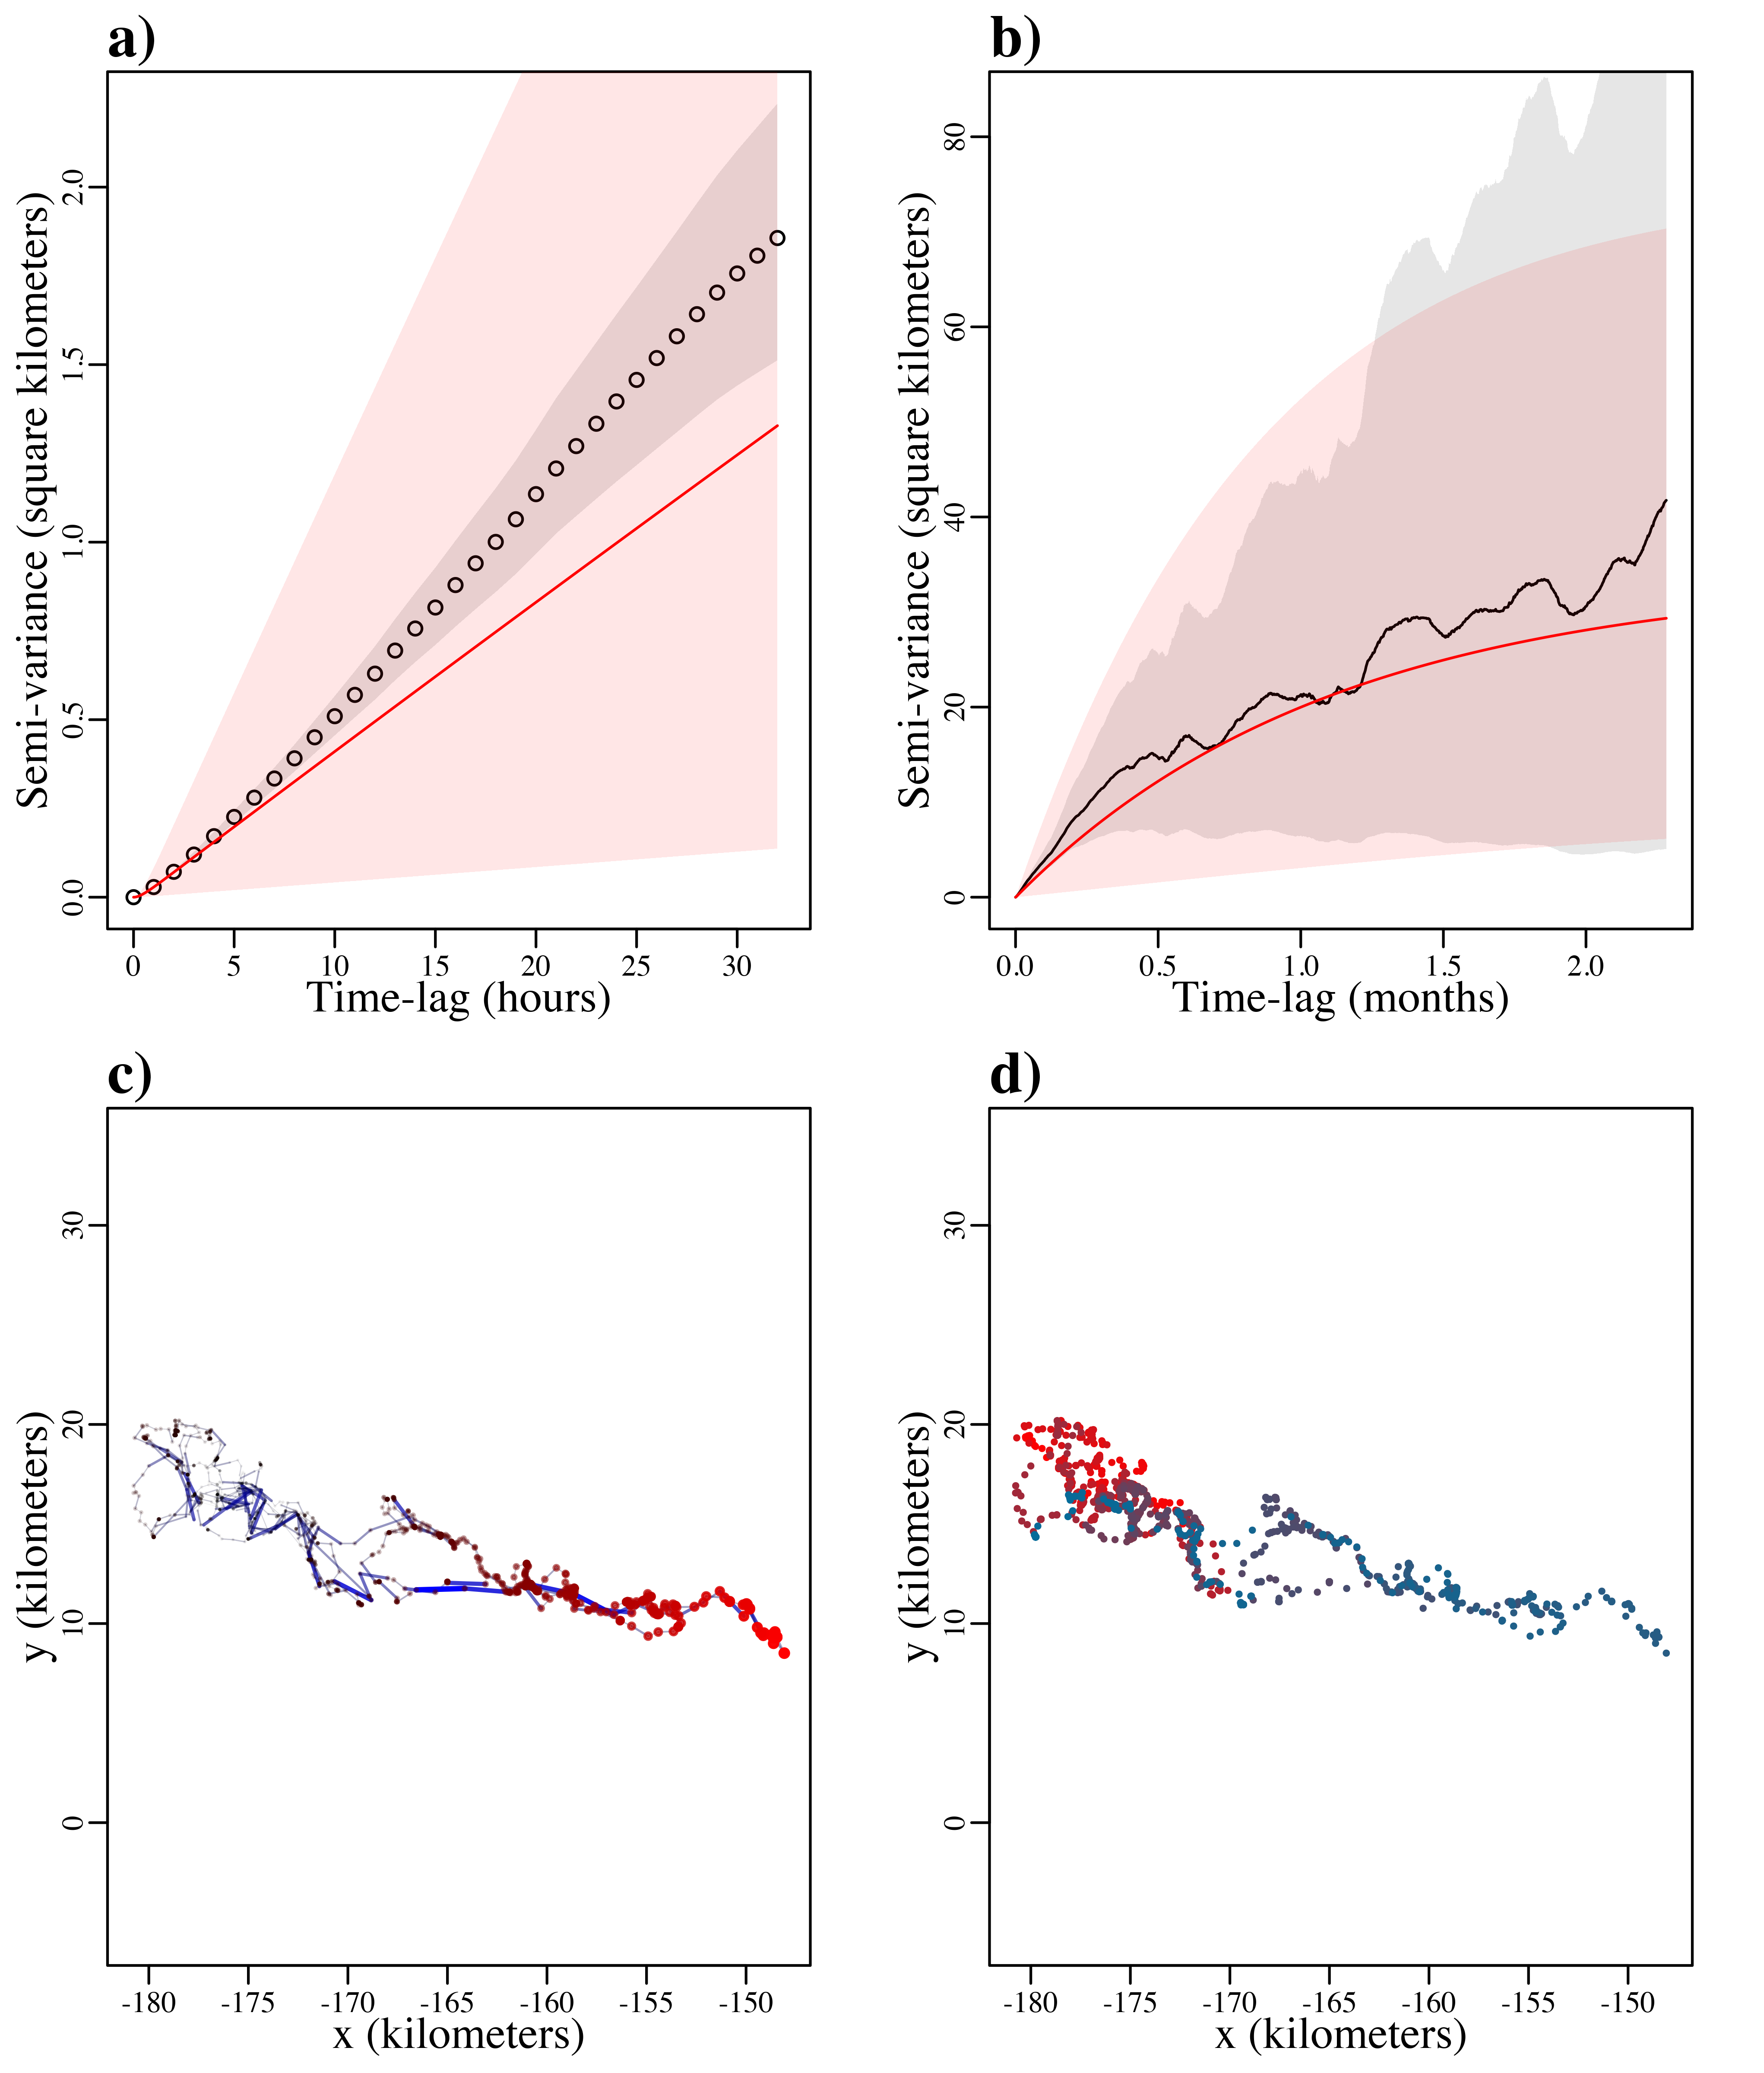 a)
Semi-variance (square kilometers)
2.0
1.5
1.0
0.5
0.0
0 5 10 15 20 25 30
Time-lag (hours)
b)
Semi-variance (square kilometers)
80
60
40
20
0
0.0 0.5 1.0 1.5 2.0
Time-lag (months)
c)
y (kilometers)
30
20
10
0
-180 -175 -170 -165 -160 -155 -150
x (kilometers)
d)
y (kilometers)
30
20
10
0
-180 -175 -170 -165 -160 -155 -150
x (kilometers)